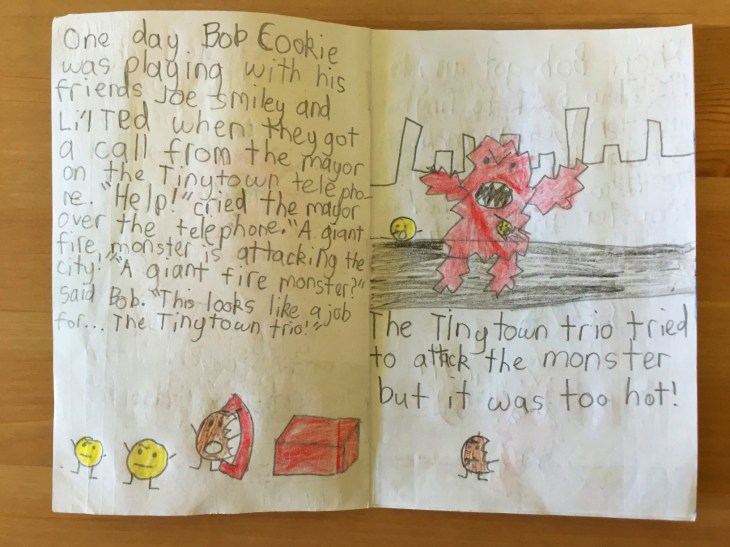 One day Bob Cookie
was playing with his
friends Joe Smiley and
Li'l Ted when they got
a call from the mayor
on the Tinytown telepho-
ne. "Help!" cried the mayor
over the telephone. "A giant
fire monster is attacking the
city!" "A giant fire monster?"
said Bob. "This looks like a job
for... The Tinytown trio!"
The Tinytown trio tried
to attack the monster
but it was too hot!